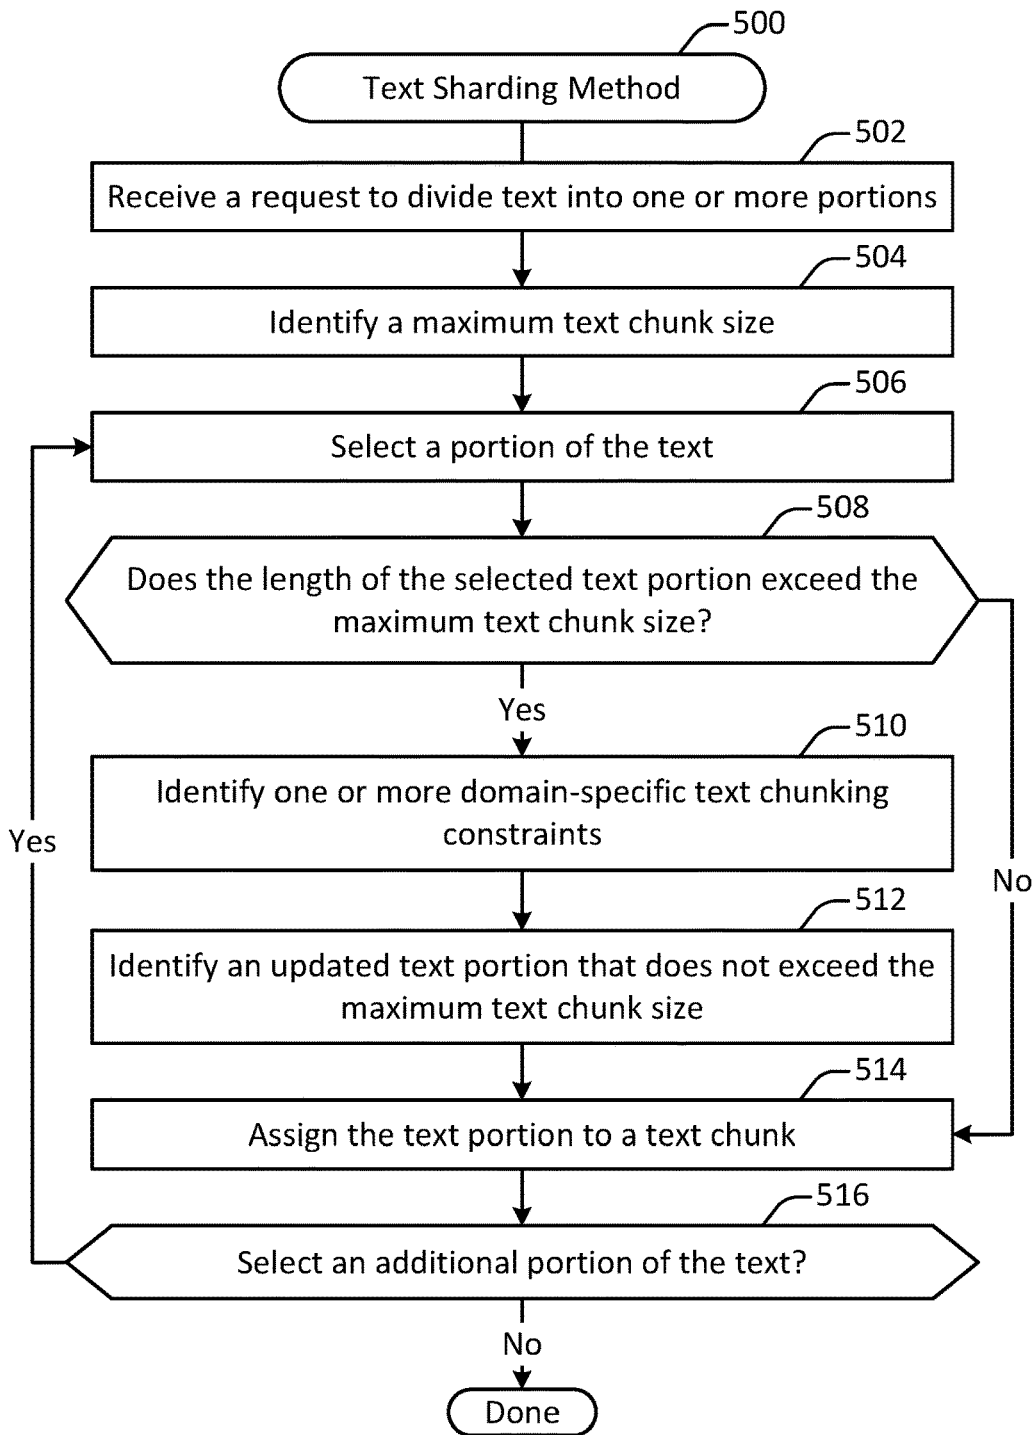 500
Text Sharding Method
502
Receive a request to divide text into one or more portions
504
Identify a maximum text chunk size
506
Select a portion of the text
508
Does the length of the selected text portion exceed the
maximum text chunk size?
Yes
510
Identify one or more domain-specific text chunking
constraints
Yes
No
512
Identify an updated text portion that does not exceed the
maximum text chunk size
514
Assign the text portion to a text chunk
516
Select an additional portion of the text?
No
Done